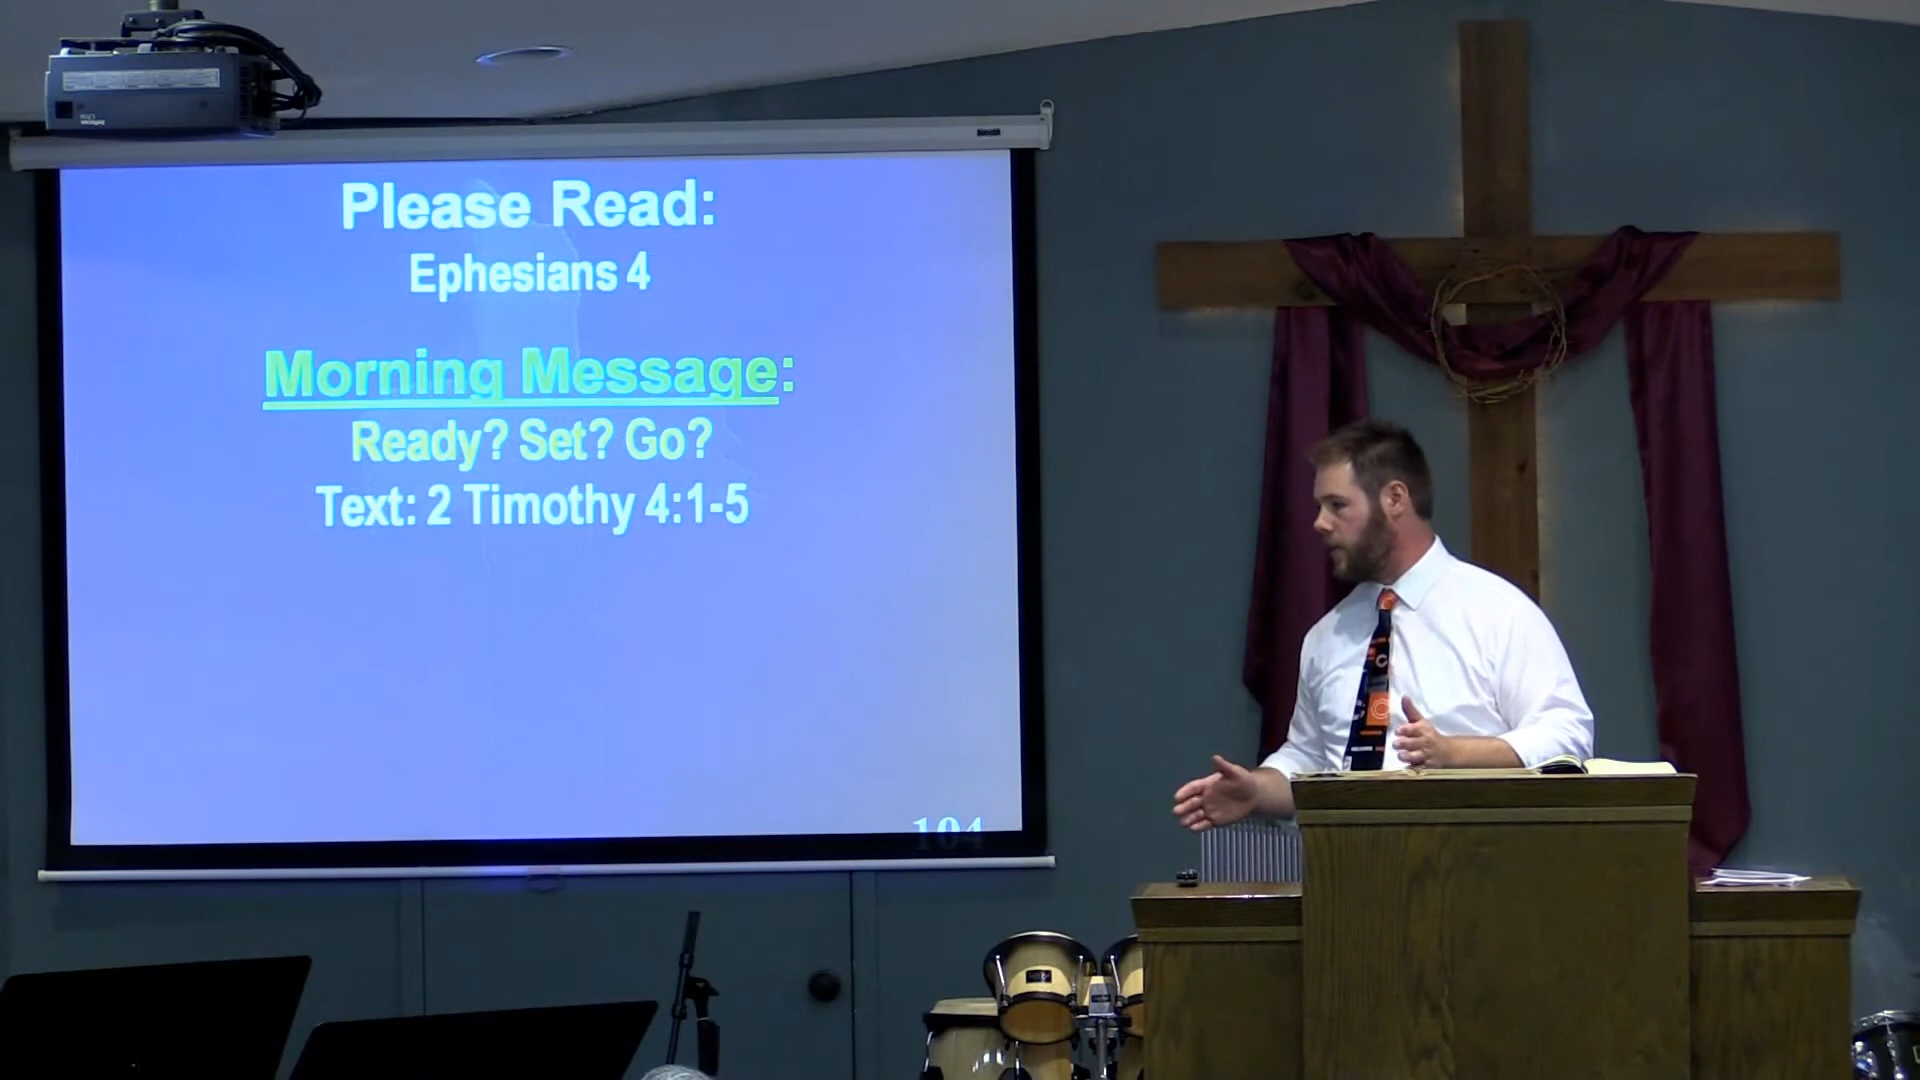 Please Read:
Ephesians 4
Morning Message:
Ready? Set? Go?
Text: 2 Timothy 4:1-5
104